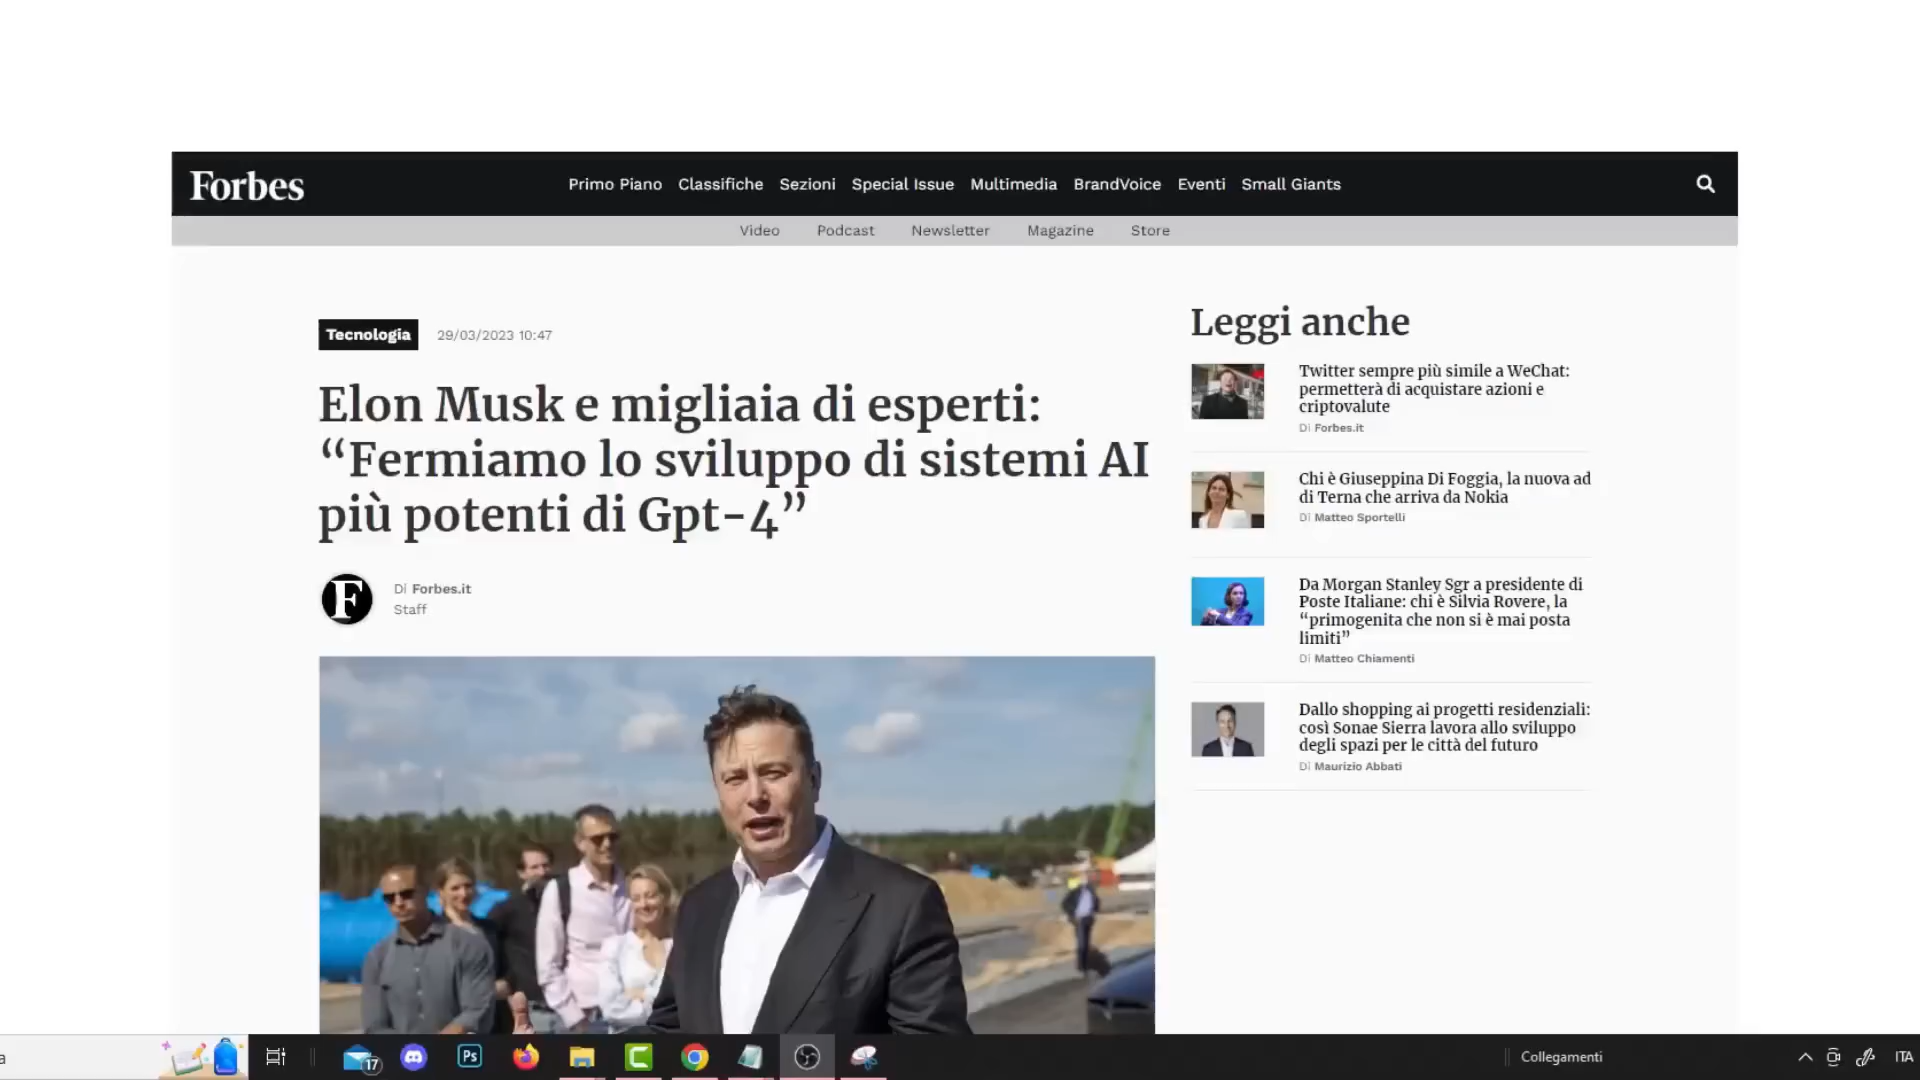 Forbes
Primo Piano Classifiche Sezioni Special Issue Multimedia BrandVoice Eventi Small Giants
Video Podcast Newsletter Magazine Store
Tecnologia 29/03/2023 10:47
Elon Musk e migliaia di esperti:
“Fermiamo lo sviluppo di sistemi AI
più potenti di Gpt-4”
F
Di Forbes.it
Staff
Leggi anche
Twitter sempre più simile a WeChat:
permetterà di acquistare azioni e
criptovalute
Di Forbes.it
Chi è Giuseppina Di Foggia, la nuova ad
di Terna che arriva da Nokia
Di Matteo Sportelli
Da Morgan Stanley Sgr a presidente di
Poste Italiane: chi è Silvia Rovere, la
“primogenita che non si è mai posta
limiti”
Di Matteo Chiamenti
Dallo shopping ai progetti residenziali:
così Sonae Sierra lavora allo sviluppo
degli spazi per le città del futuro
Di Maurizio Abbati
a
17
Ps
Collegamenti
ITA